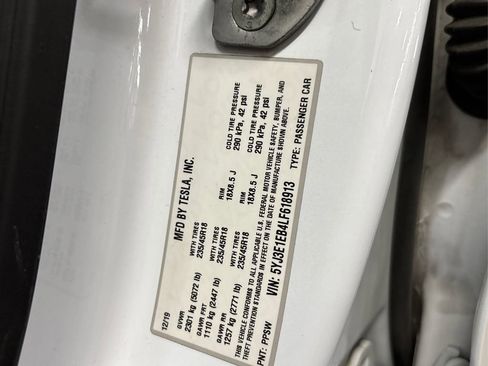 MFD BY TESLA, INC.
12/19
GVWR
2301 kg (5072 lb)
GAWR FRT WITH TIRES RIM COLD TIRE PRESSURE
1110 kg (2447 lb) 235/45R18 18X8.5 J 290 kPa, 42 psi
GAWR RR WITH TIRES RIM COLD TIRE PRESSURE
1257 kg (2771 lb) 235/45R18 18X8.5 J 290 kPa, 42 psi
THIS VEHICLE CONFORMS TO ALL APPLICABLE U.S. FEDERAL MOTOR VEHICLE SAFETY, BUMPER, AND
THEFT PREVENTION STANDARDS IN EFFECT ON THE DATE OF MANUFACTURE SHOWN ABOVE.
VIN: 5YJ3E1EB4LF618913 TYPE: PASSENGER CAR
PNT: PPSW